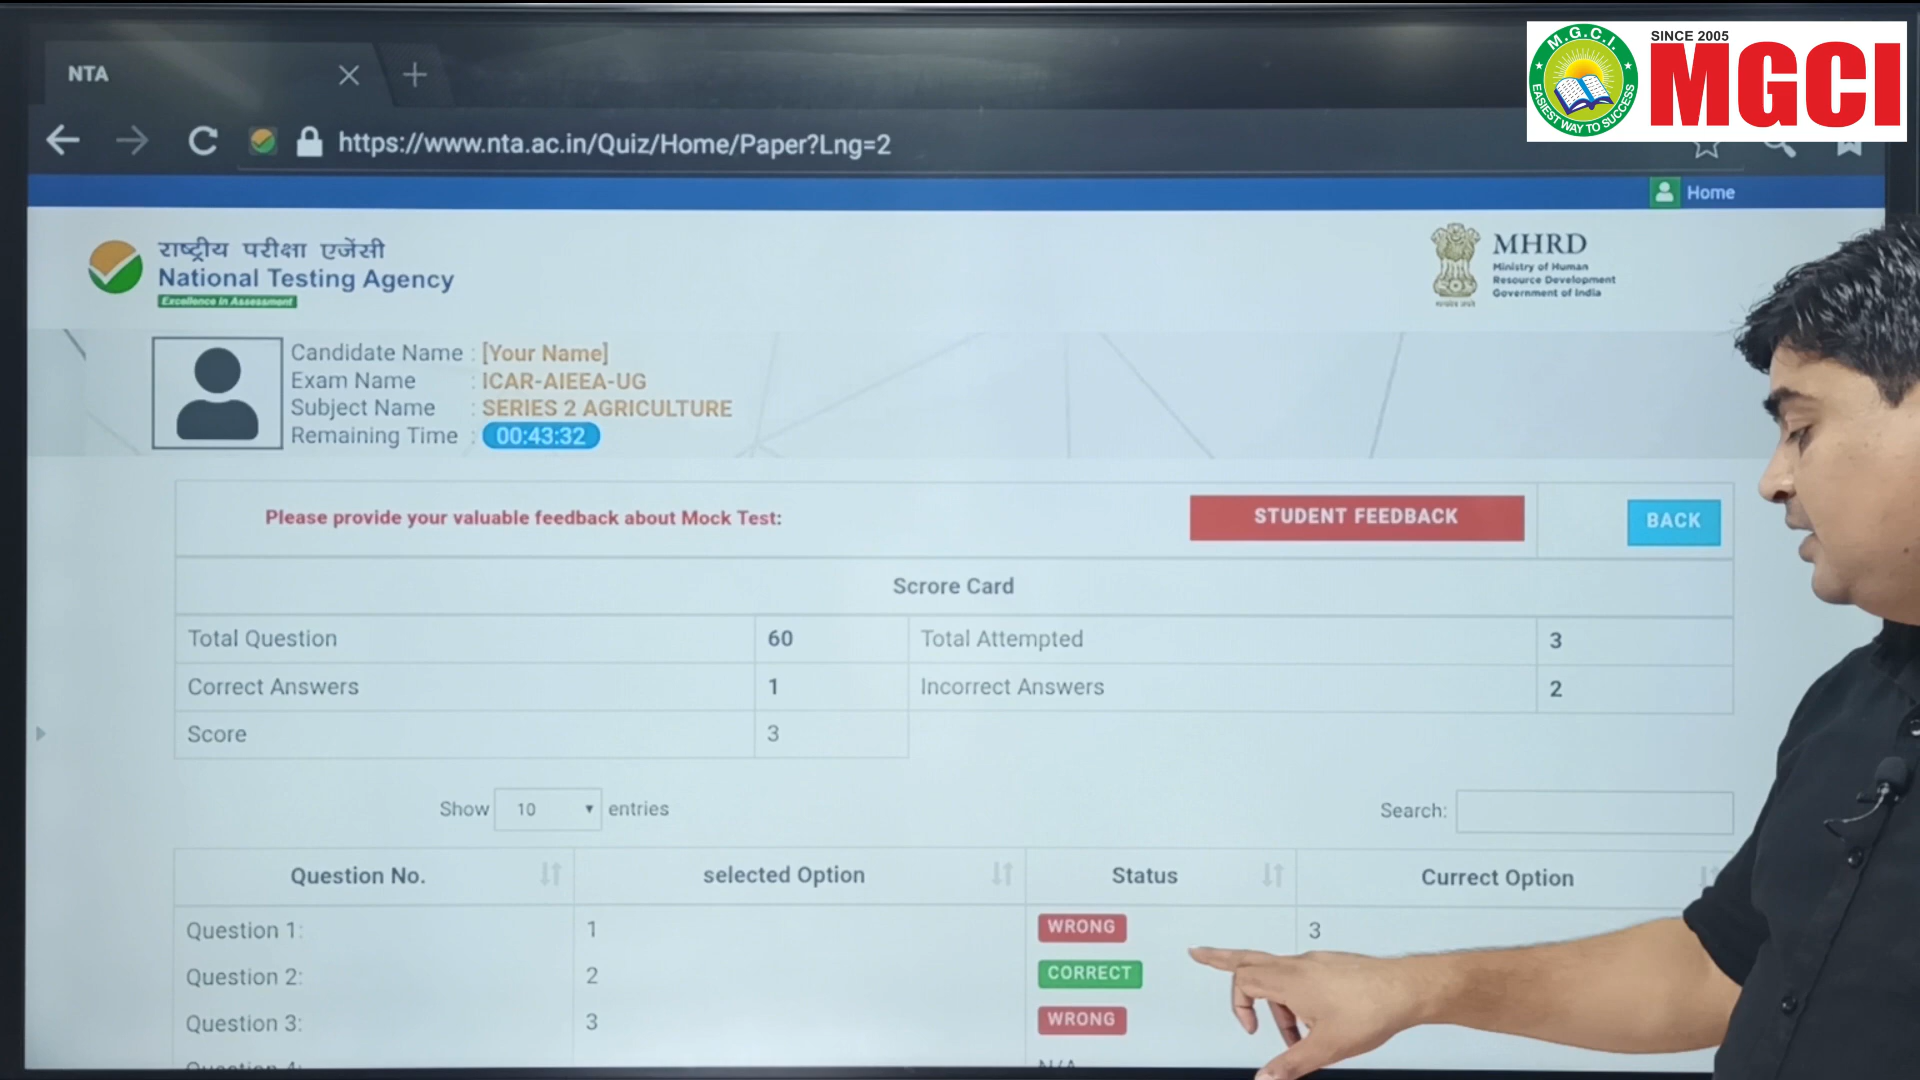 NTA
SINCE 2005
MGCI
M.G.C.I.
EASIEST WAY TO SUCCESS
https://www.nta.ac.in/Quiz/Home/Paper?Lng=2
Home
राष्ट्रीय परीक्षा एजेंसी
National Testing Agency
Excellence in Assessment
MHRD
Ministry of Human
Resource Development
Government of India
Candidate Name : [Your Name]
Exam Name : ICAR-AIEEA-UG
Subject Name : SERIES 2 AGRICULTURE
Remaining Time : 00:43:32
Please provide your valuable feedback about Mock Test:
STUDENT FEEDBACK
BACK
Scrore Card
Total Question 60 Total Attempted 3
Correct Answers 1 Incorrect Answers 2
Score 3
Show 10 entries
Search:
Question No. selected Option Status Currect Option
Question 1: 1 WRONG 3
Question 2: 2 CORRECT
Question 3: 3 WRONG